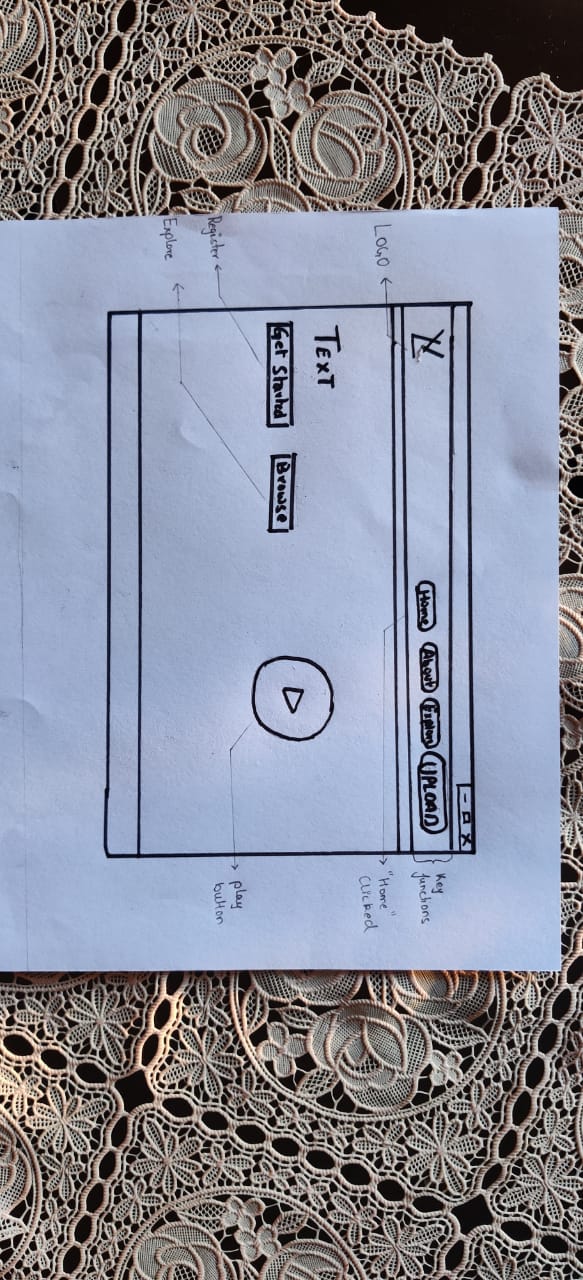 - □ X
Home About Explore UPLOAD
Key functions
LOGO
"Home" Clicked
TEXT
Get Started Browse
Register
Explore
play button